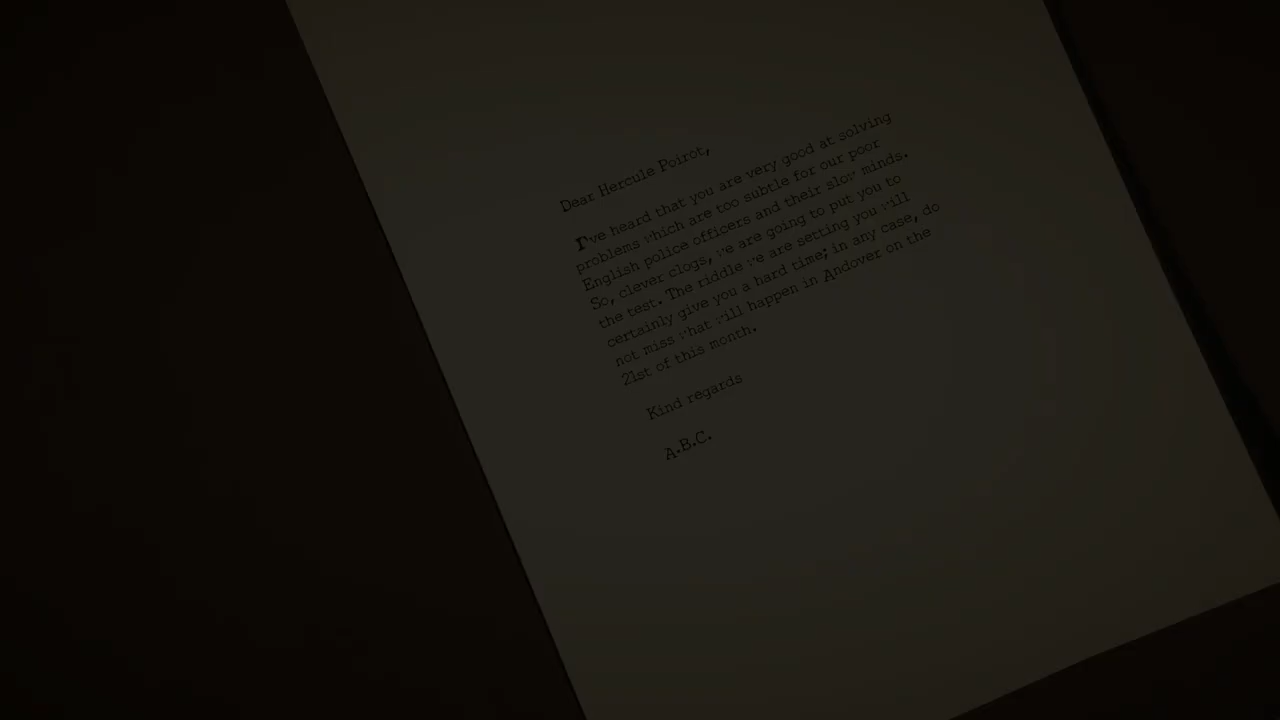 Dear Hercule Poirot,
I've heard that you are very good at solving
problems which are too subtle for our poor
English police officers and their slow minds.
So, clever clogs, we are going to put you to
the test. The riddle we are setting you will
certainly give you a hard time; in any case, do
not miss what will happen in Andover on the
21st of this month.
Kind regards
A.B.C.